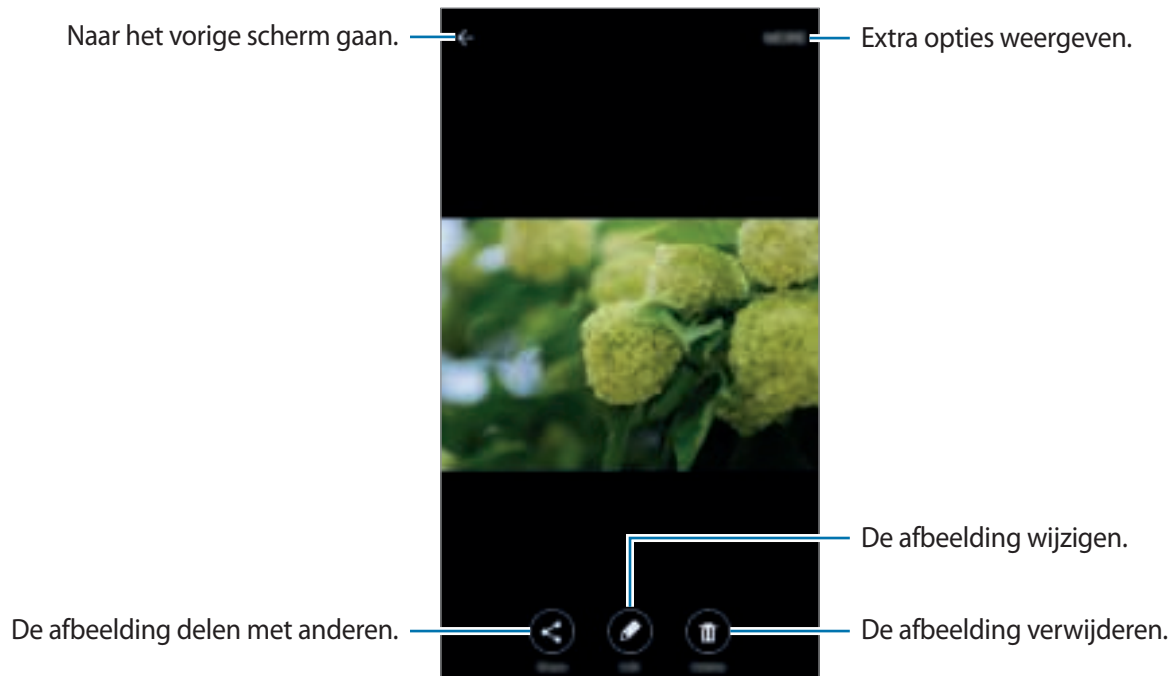 Naar het vorige scherm gaan.
Extra opties weergeven.
De afbeelding wijzigen.
De afbeelding delen met anderen.
De afbeelding verwijderen.